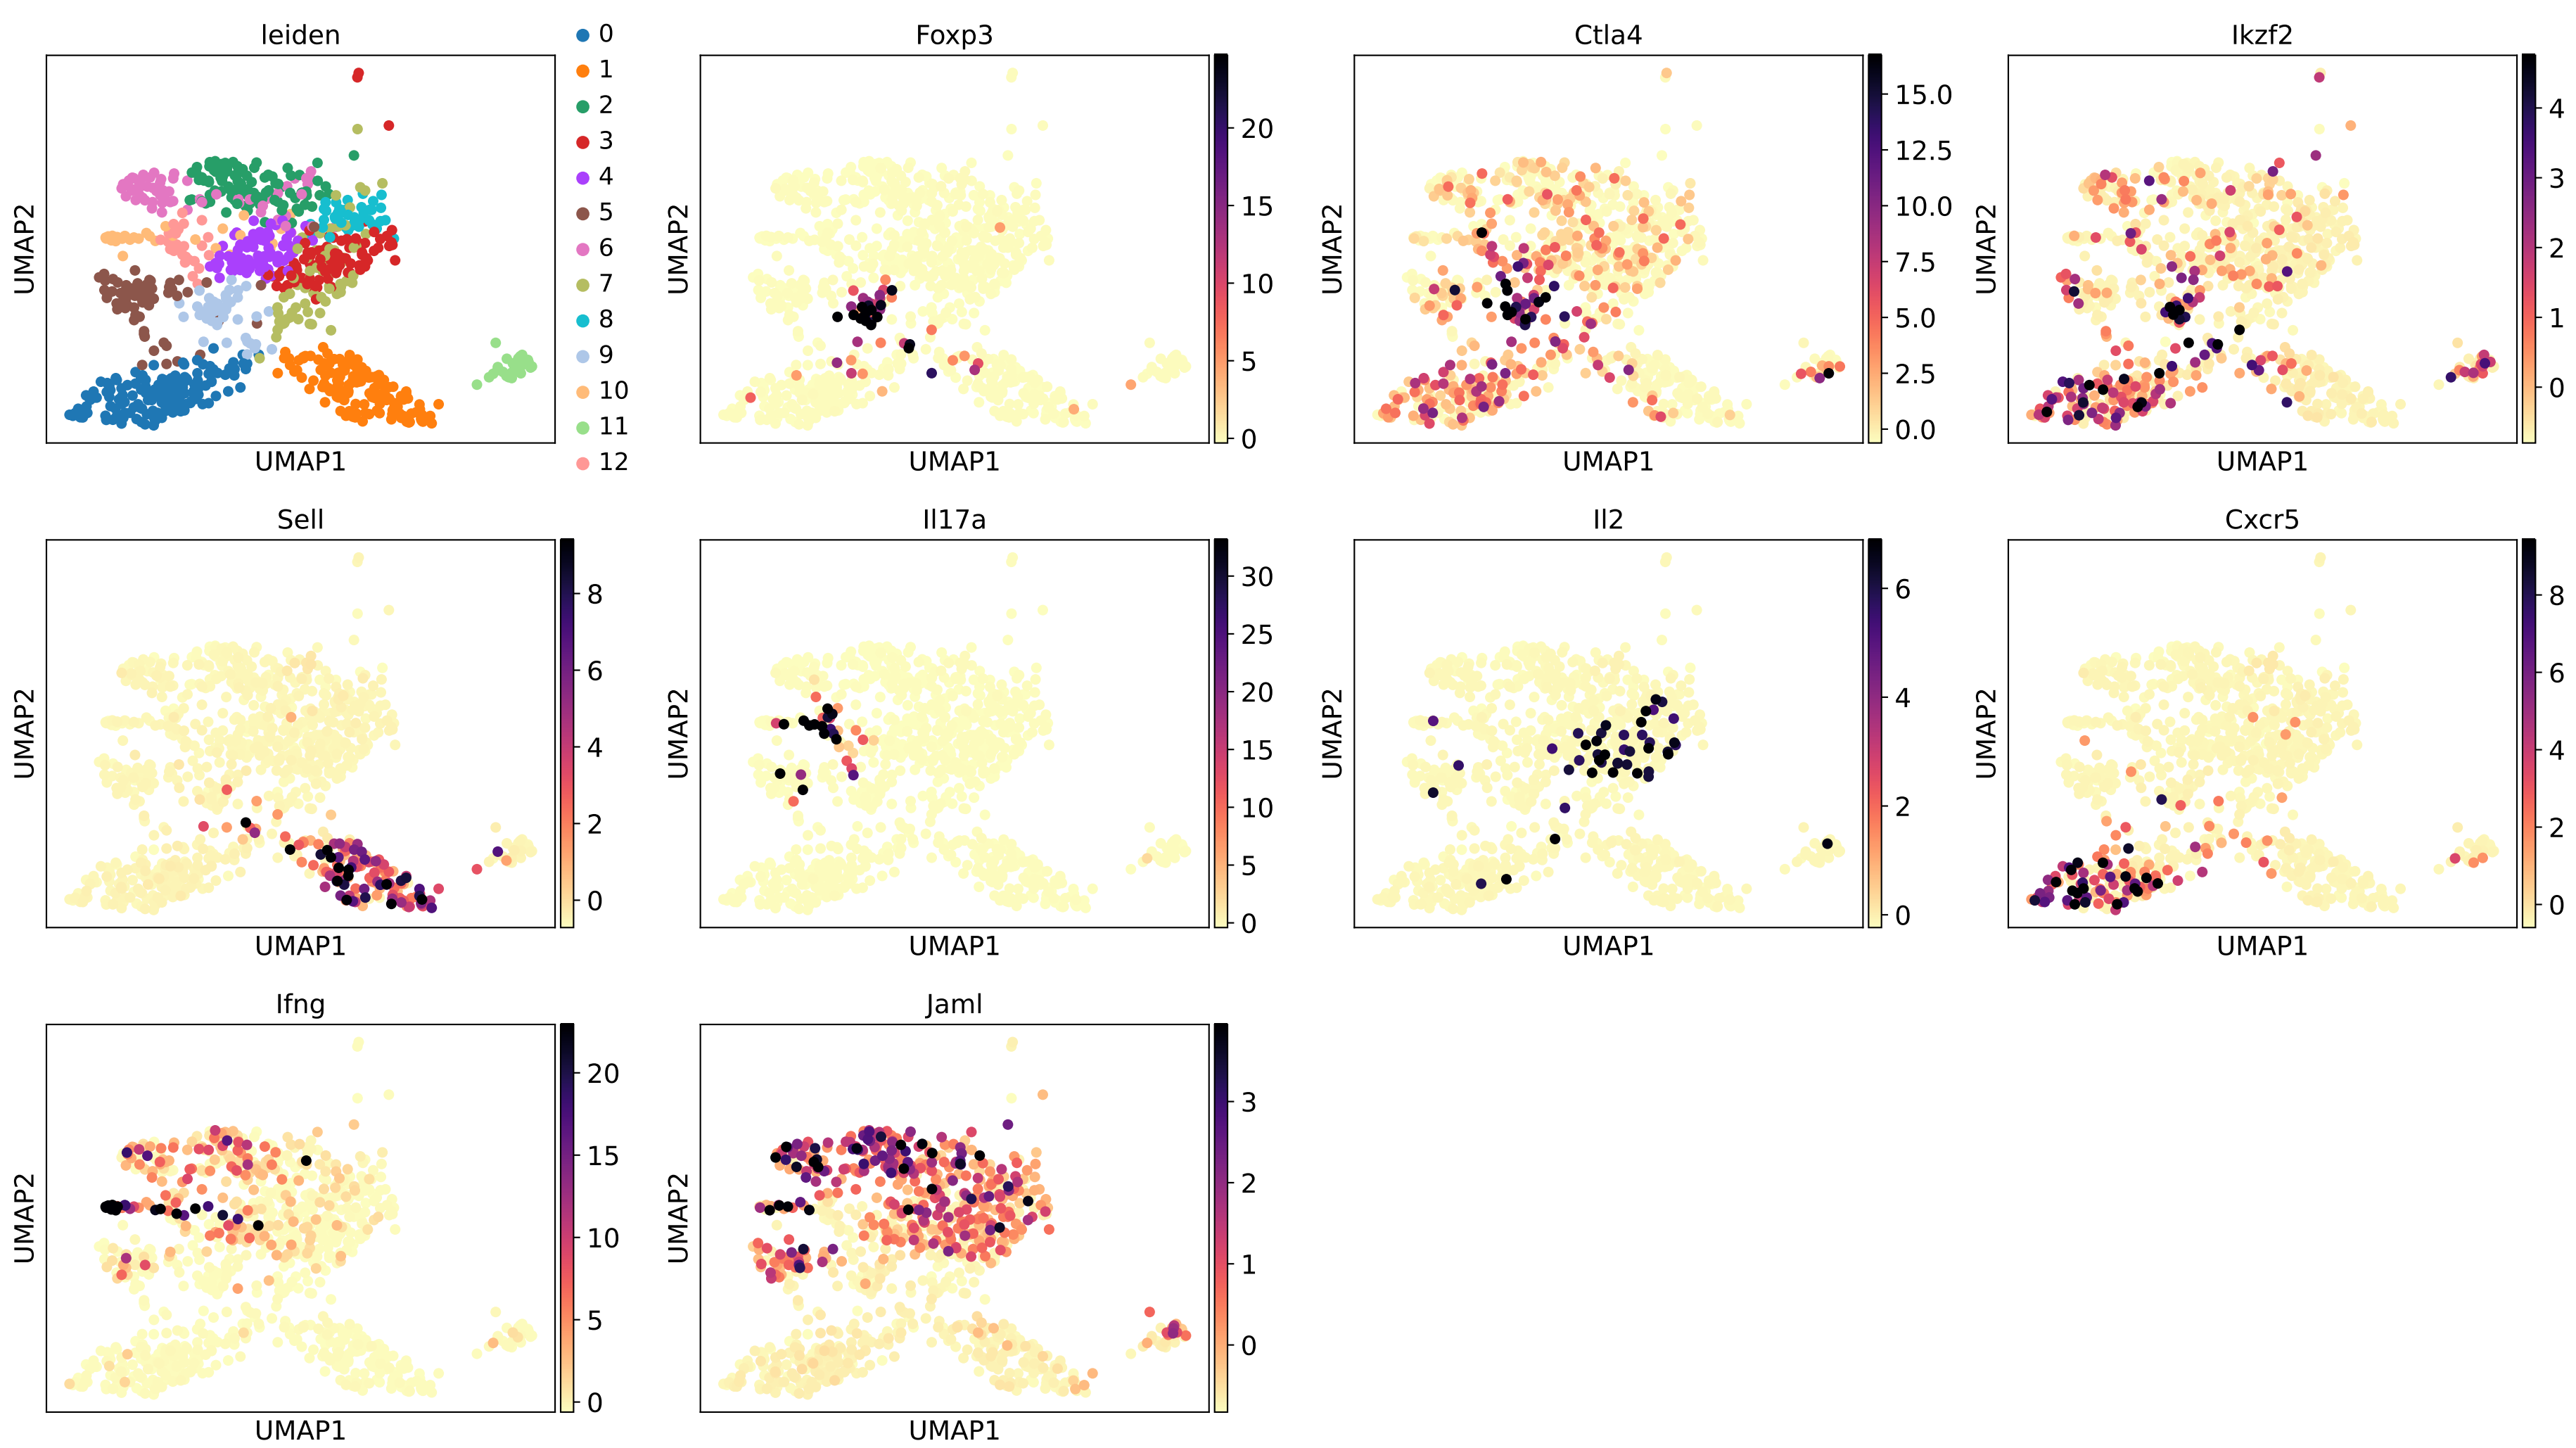 leiden
UMAP2
UMAP1
0
1
2
3
4
5
6
7
8
9
10
11
12
Foxp3
UMAP2
UMAP1
20
15
10
5
0
Ctla4
UMAP2
UMAP1
15.0
12.5
10.0
7.5
5.0
2.5
0.0
Ikzf2
UMAP2
UMAP1
4
3
2
1
0
Sell
UMAP2
UMAP1
8
6
4
2
0
Il17a
UMAP2
UMAP1
30
25
20
15
10
5
0
Il2
UMAP2
UMAP1
6
4
2
0
Cxcr5
UMAP2
UMAP1
8
6
4
2
0
Ifng
UMAP2
UMAP1
20
15
10
5
0
Jaml
UMAP2
UMAP1
3
2
1
0